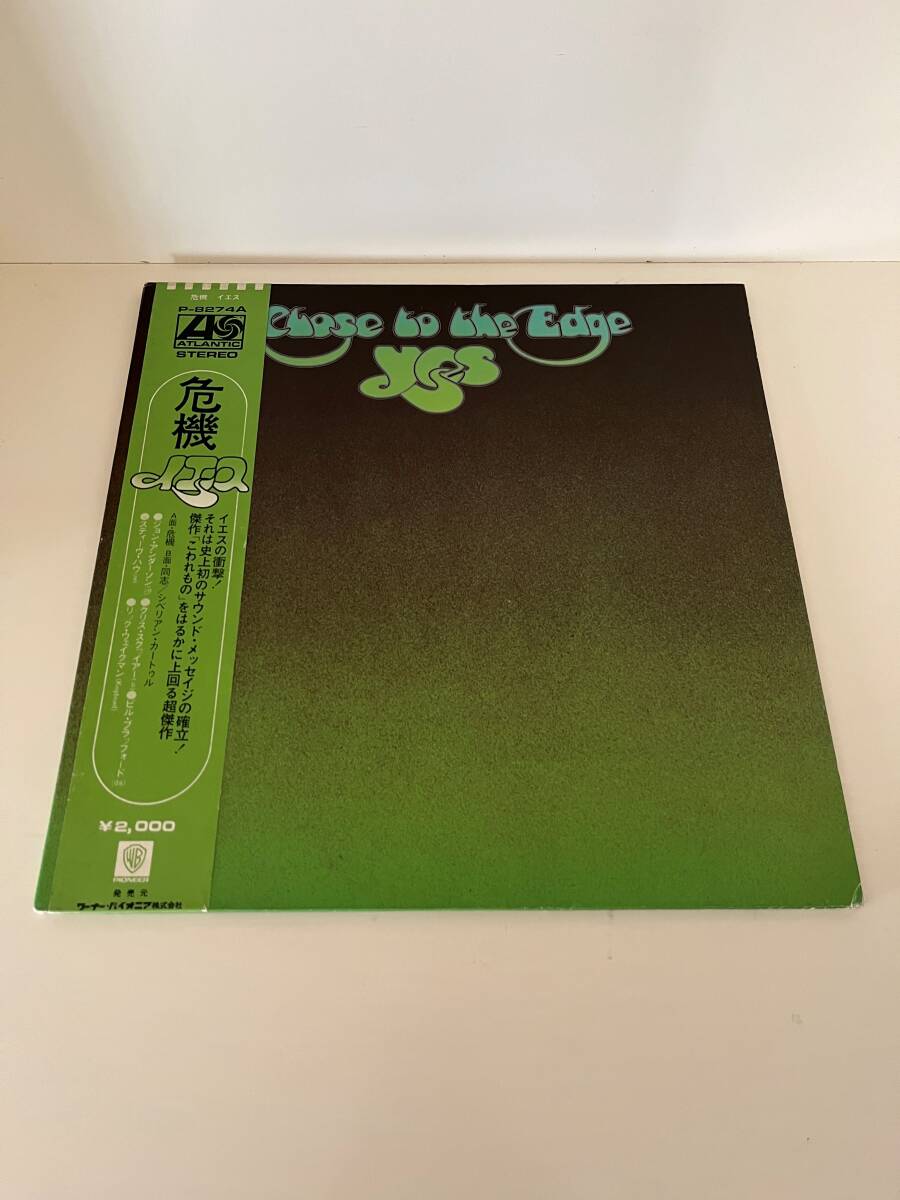 危機 イエス
P-8274A
ATLANTIC
STEREO
危機
イエス
イエスの衝撃!
それは史上初のサウンド・メッセイジの確立!
傑作「こわれもの」をはるかに上回る超傑作
A面・危機 B面・同志/シベリアン・カートゥル
●ジョン・アンダーソン
●クリス・スクワイアー
●ビル・ブラッフォード
●スティーヴ・ハウ
●リック・ウェイクマン
¥2,000
WB
PIONEER
発売元
ワーナー・パイオニア株式会社
Close to the Edge
yes